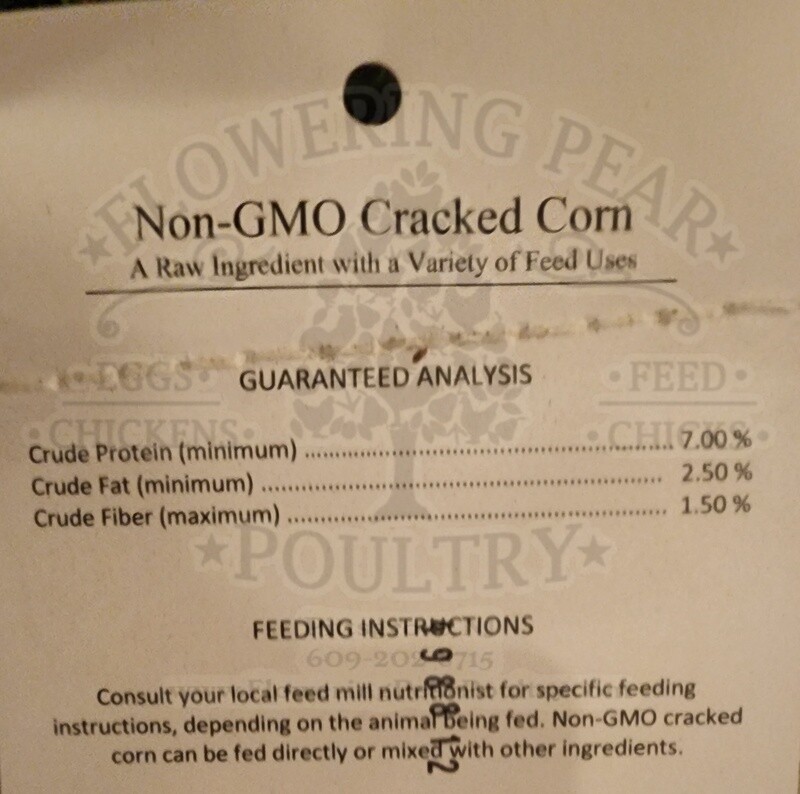 FLOWERING PEAR
Non-GMO Cracked Corn
A Raw Ingredient with a Variety of Feed Uses
• EGGS •
GUARANTEED ANALYSIS
• FEED •
• CHICKENS •
• CHICKS •
Crude Protein (minimum) ........................................................ 7.00 %
Crude Fat (minimum) ............................................................ 2.50 %
Crude Fiber (maximum) ......................................................... 1.50 %
POULTRY
FEEDING INSTRUCTIONS
Consult your local feed mill nutritionist for specific feeding
instructions, depending on the animal being fed. Non-GMO cracked
corn can be fed directly or mixed with other ingredients.